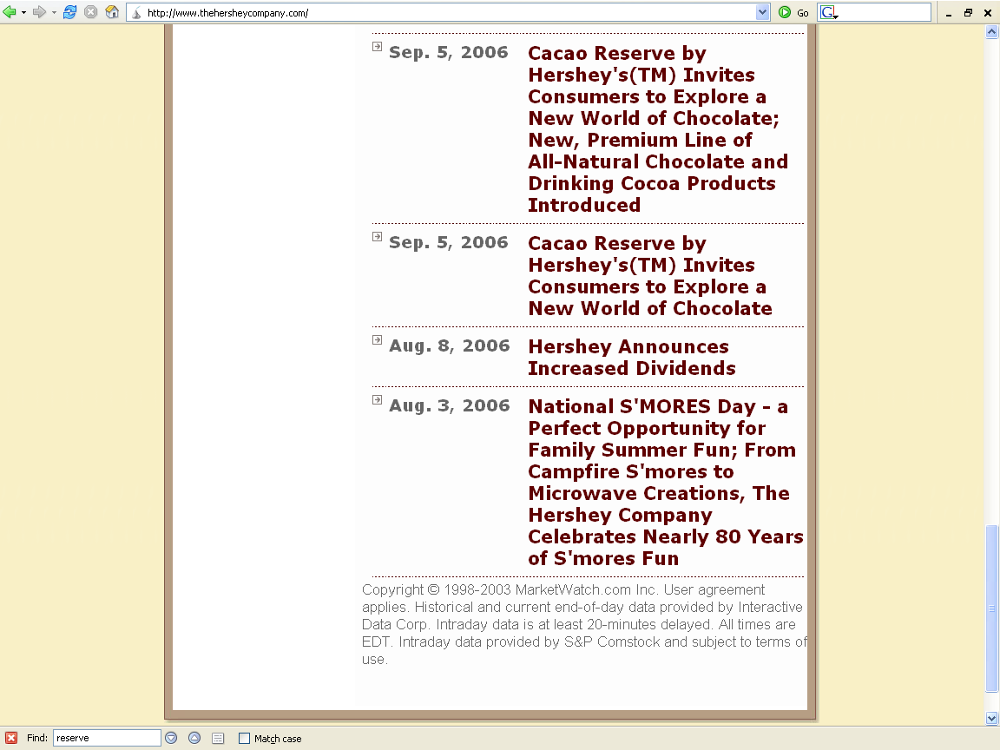 http://www.thehersheycompany.com/
Go
G
Sep. 5, 2006
Cacao Reserve by
Hershey's(TM) Invites
Consumers to Explore a
New World of Chocolate;
New, Premium Line of
All-Natural Chocolate and
Drinking Cocoa Products
Introduced
Sep. 5, 2006
Cacao Reserve by
Hershey's(TM) Invites
Consumers to Explore a
New World of Chocolate
Aug. 8, 2006
Hershey Announces
Increased Dividends
Aug. 3, 2006
National S'MORES Day - a
Perfect Opportunity for
Family Summer Fun; From
Campfire S'mores to
Microwave Creations, The
Hershey Company
Celebrates Nearly 80 Years
of S'mores Fun
Copyright © 1998-2003 MarketWatch.com Inc. User agreement
applies. Historical and current end-of-day data provided by Interactive
Data Corp. Intraday data is at least 20-minutes delayed. All times are
EDT. Intraday data provided by S&P Comstock and subject to terms of
use.
Find: reserve
Match case